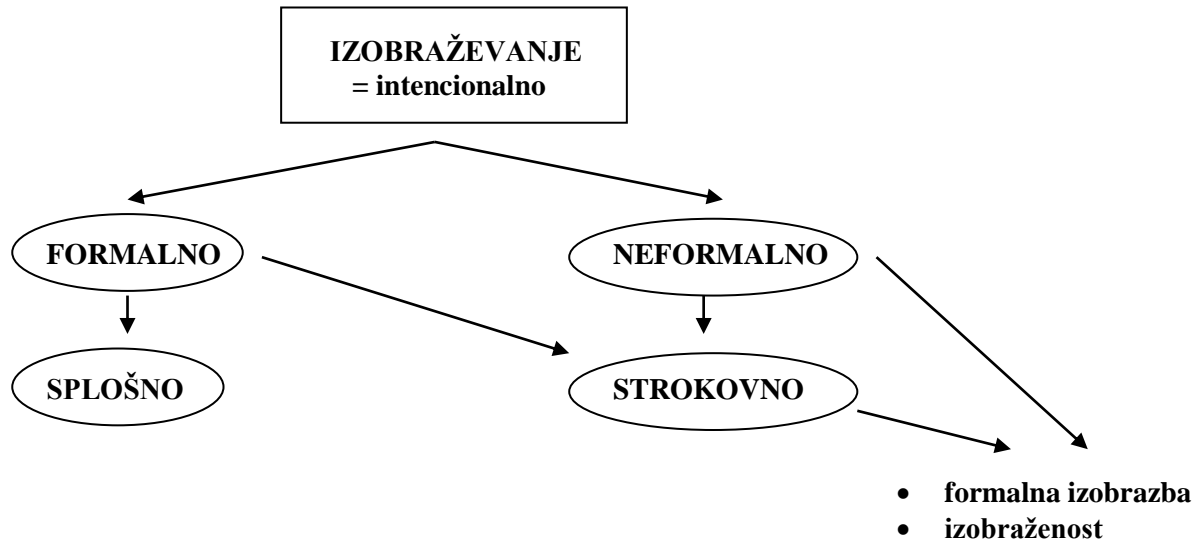 IZOBRAŽEVANJE
= intencionalno
FORMALNO
NEFORMALNO
SPLOŠNO
STROKOVNO
• formalna izobrazba
• izobraženost